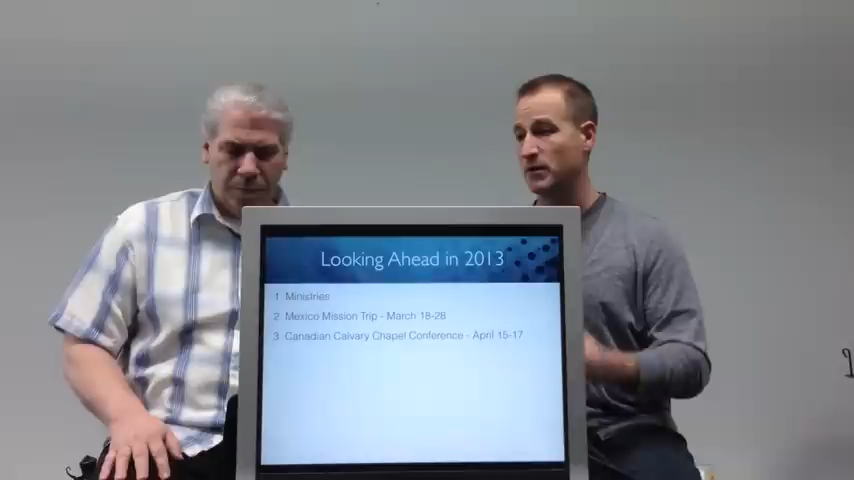 Looking Ahead in 2013
1 Ministries
2 Mexico Mission Trip - March 18-28
3 Canadian Calvary Chapel Conference - April 15-17